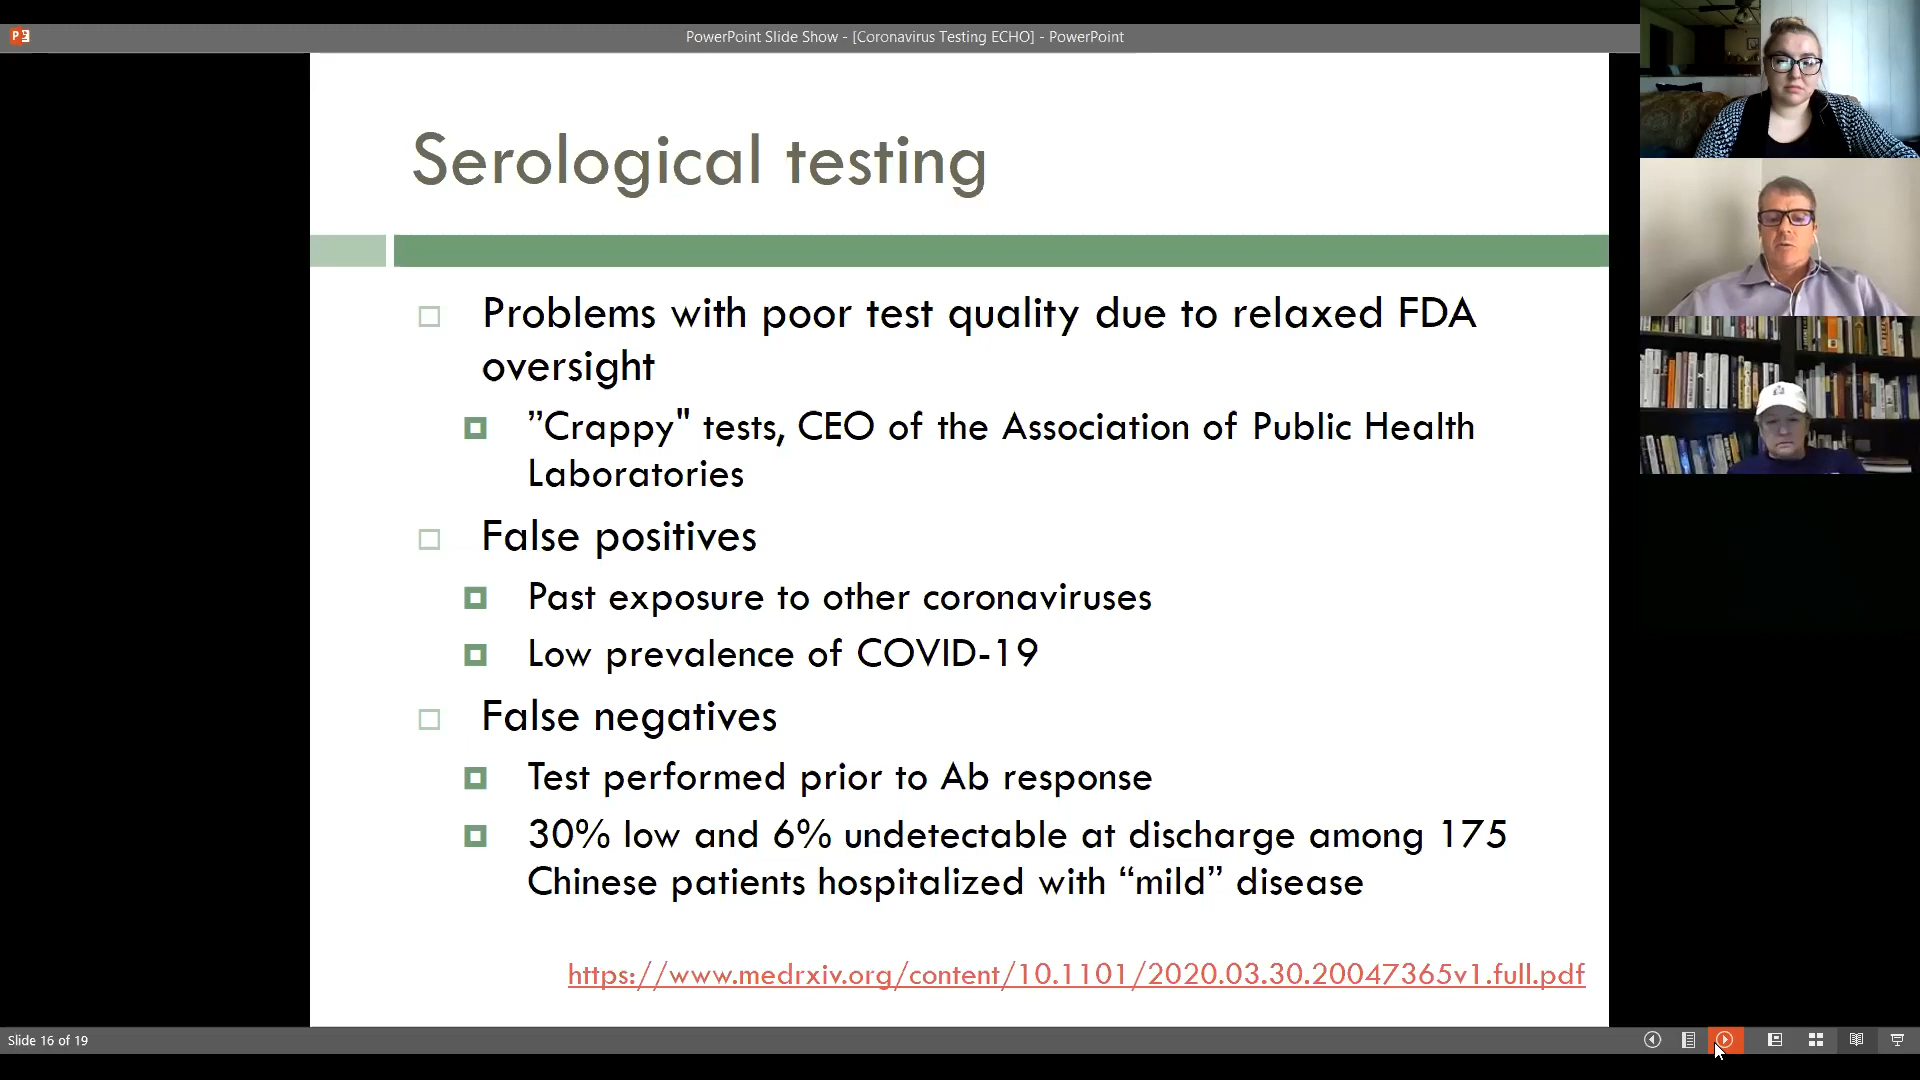 PowerPoint Slide Show - [Coronavirus Testing ECHO] - PowerPoint
Serological testing
Problems with poor test quality due to relaxed FDA
oversight
”Crappy" tests, CEO of the Association of Public Health
Laboratories
False positives
Past exposure to other coronaviruses
Low prevalence of COVID-19
False negatives
Test performed prior to Ab response
30% low and 6% undetectable at discharge among 175
Chinese patients hospitalized with “mild” disease
https://www.medrxiv.org/content/10.1101/2020.03.30.20047365v1.full.pdf
Slide 16 of 19